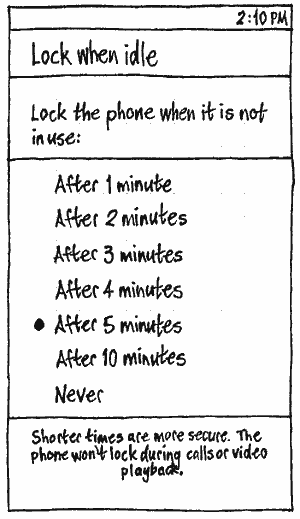 2:10 PM
Lock when idle
Lock the phone when it is not
in use:
After 1 minute
After 2 minutes
After 3 minutes
After 4 minutes
After 5 minutes
After 10 minutes
Never
Shorter times are more secure. The
phone won't lock during calls or video
playback.